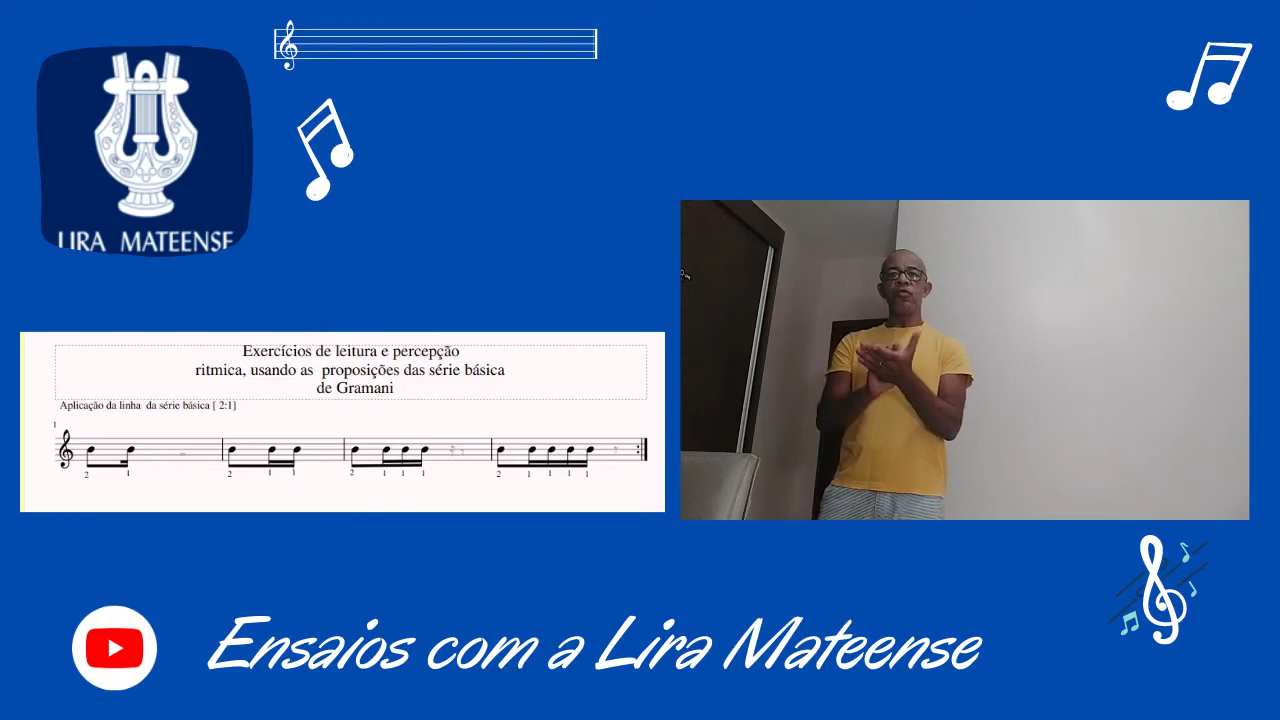 LIRA MATEENSE
Exercícios de leitura e percepção
ritmica, usando as proposições das série básica
de Gramani
Aplicação da linha da série básica [ 2:1]
1
2 1 2 1 1 2 1 1 1 2 1 1 1 1
Ensaios com a Lira Mateense